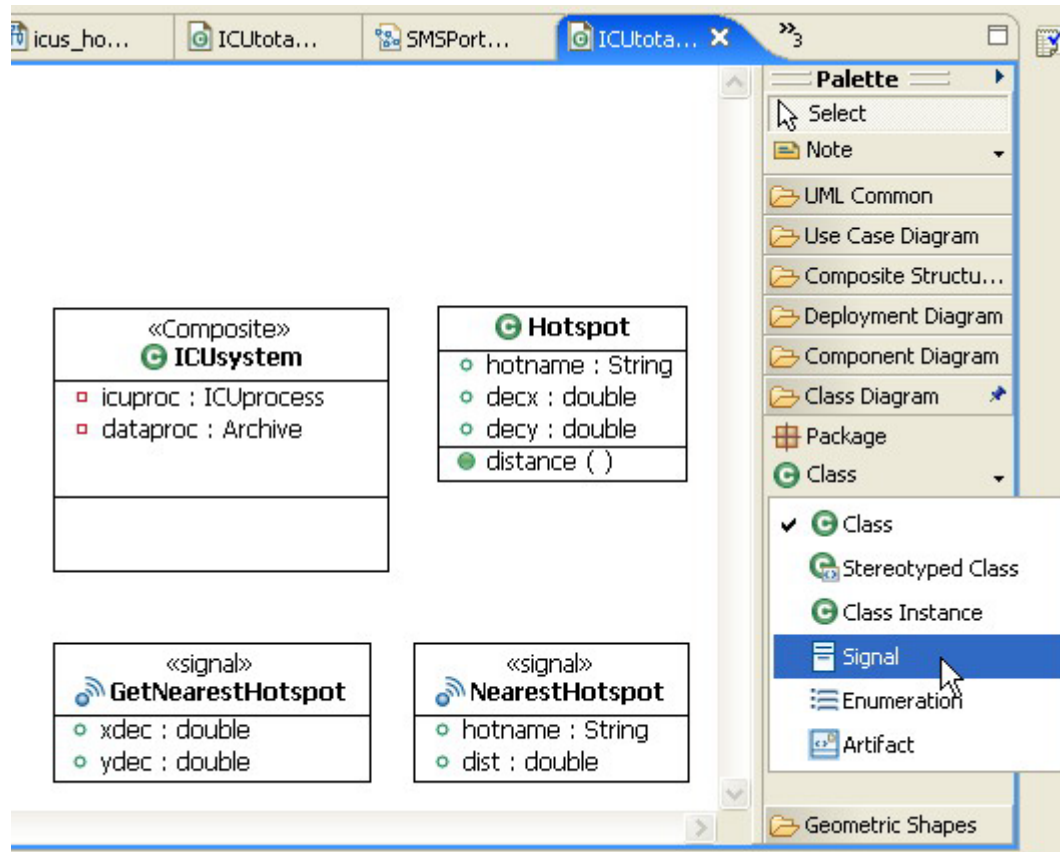 icus_ho...
ICUtota...
SMSPort...
ICUtota...
»3
Palette
Select
Note
UML Common
Use Case Diagram
Composite Structu...
Deployment Diagram
Component Diagram
Class Diagram
Package
Class
Class
Stereotyped Class
Class Instance
Signal
Enumeration
Artifact
Geometric Shapes
«Composite»
ICUsystem
icuproc : ICUprocess
dataproc : Archive
Hotspot
hotname : String
decx : double
decy : double
distance ( )
«signal»
GetNearestHotspot
xdec : double
ydec : double
«signal»
NearestHotspot
hotname : String
dist : double